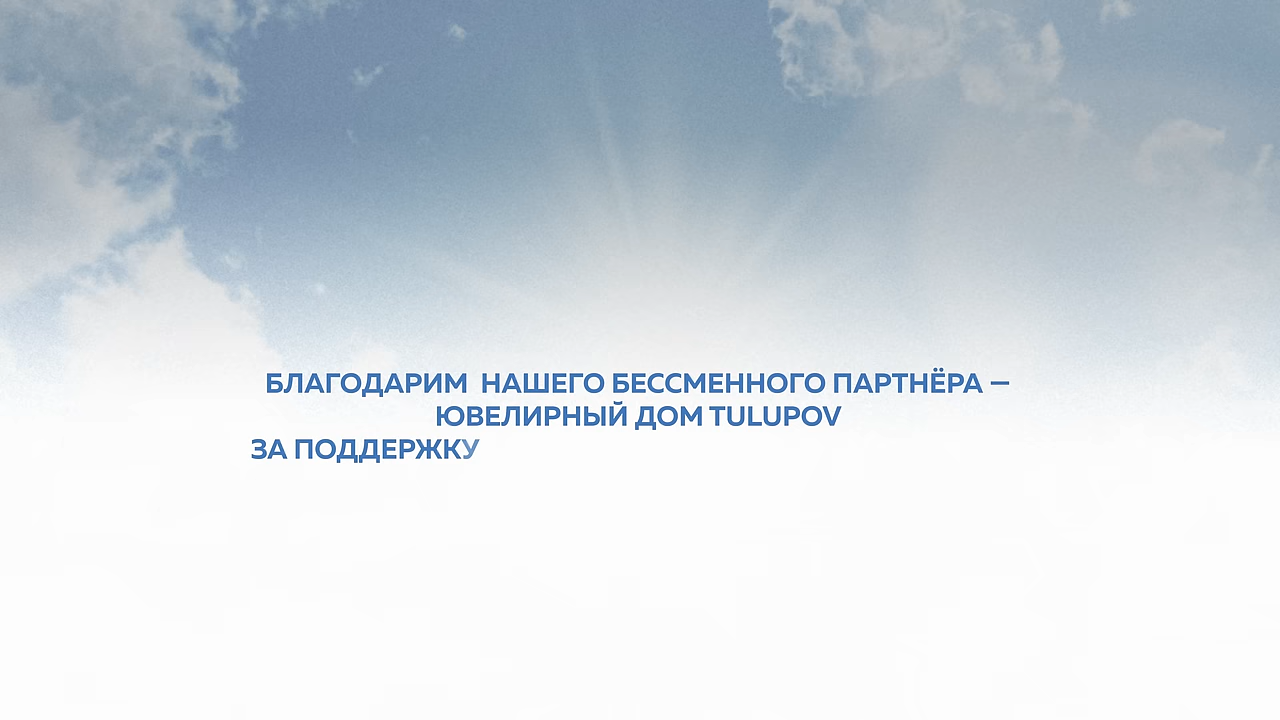 БЛАГОДАРИМ НАШЕГО БЕССМЕННОГО ПАРТНЁРА –
ЮВЕЛИРНЫЙ ДОМ TULUPOV
ЗА ПОДДЕРЖКУ